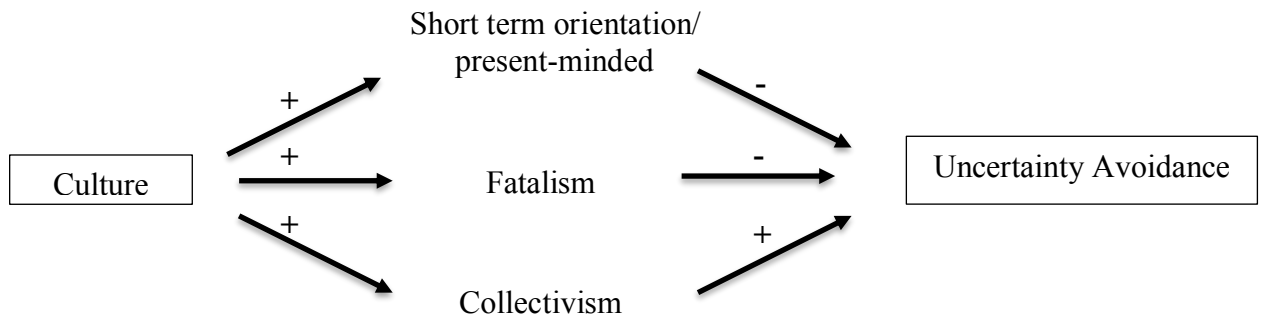 Short term orientation/
present-minded
+
-
+
-
Culture
Fatalism
Uncertainty Avoidance
+
+
Collectivism